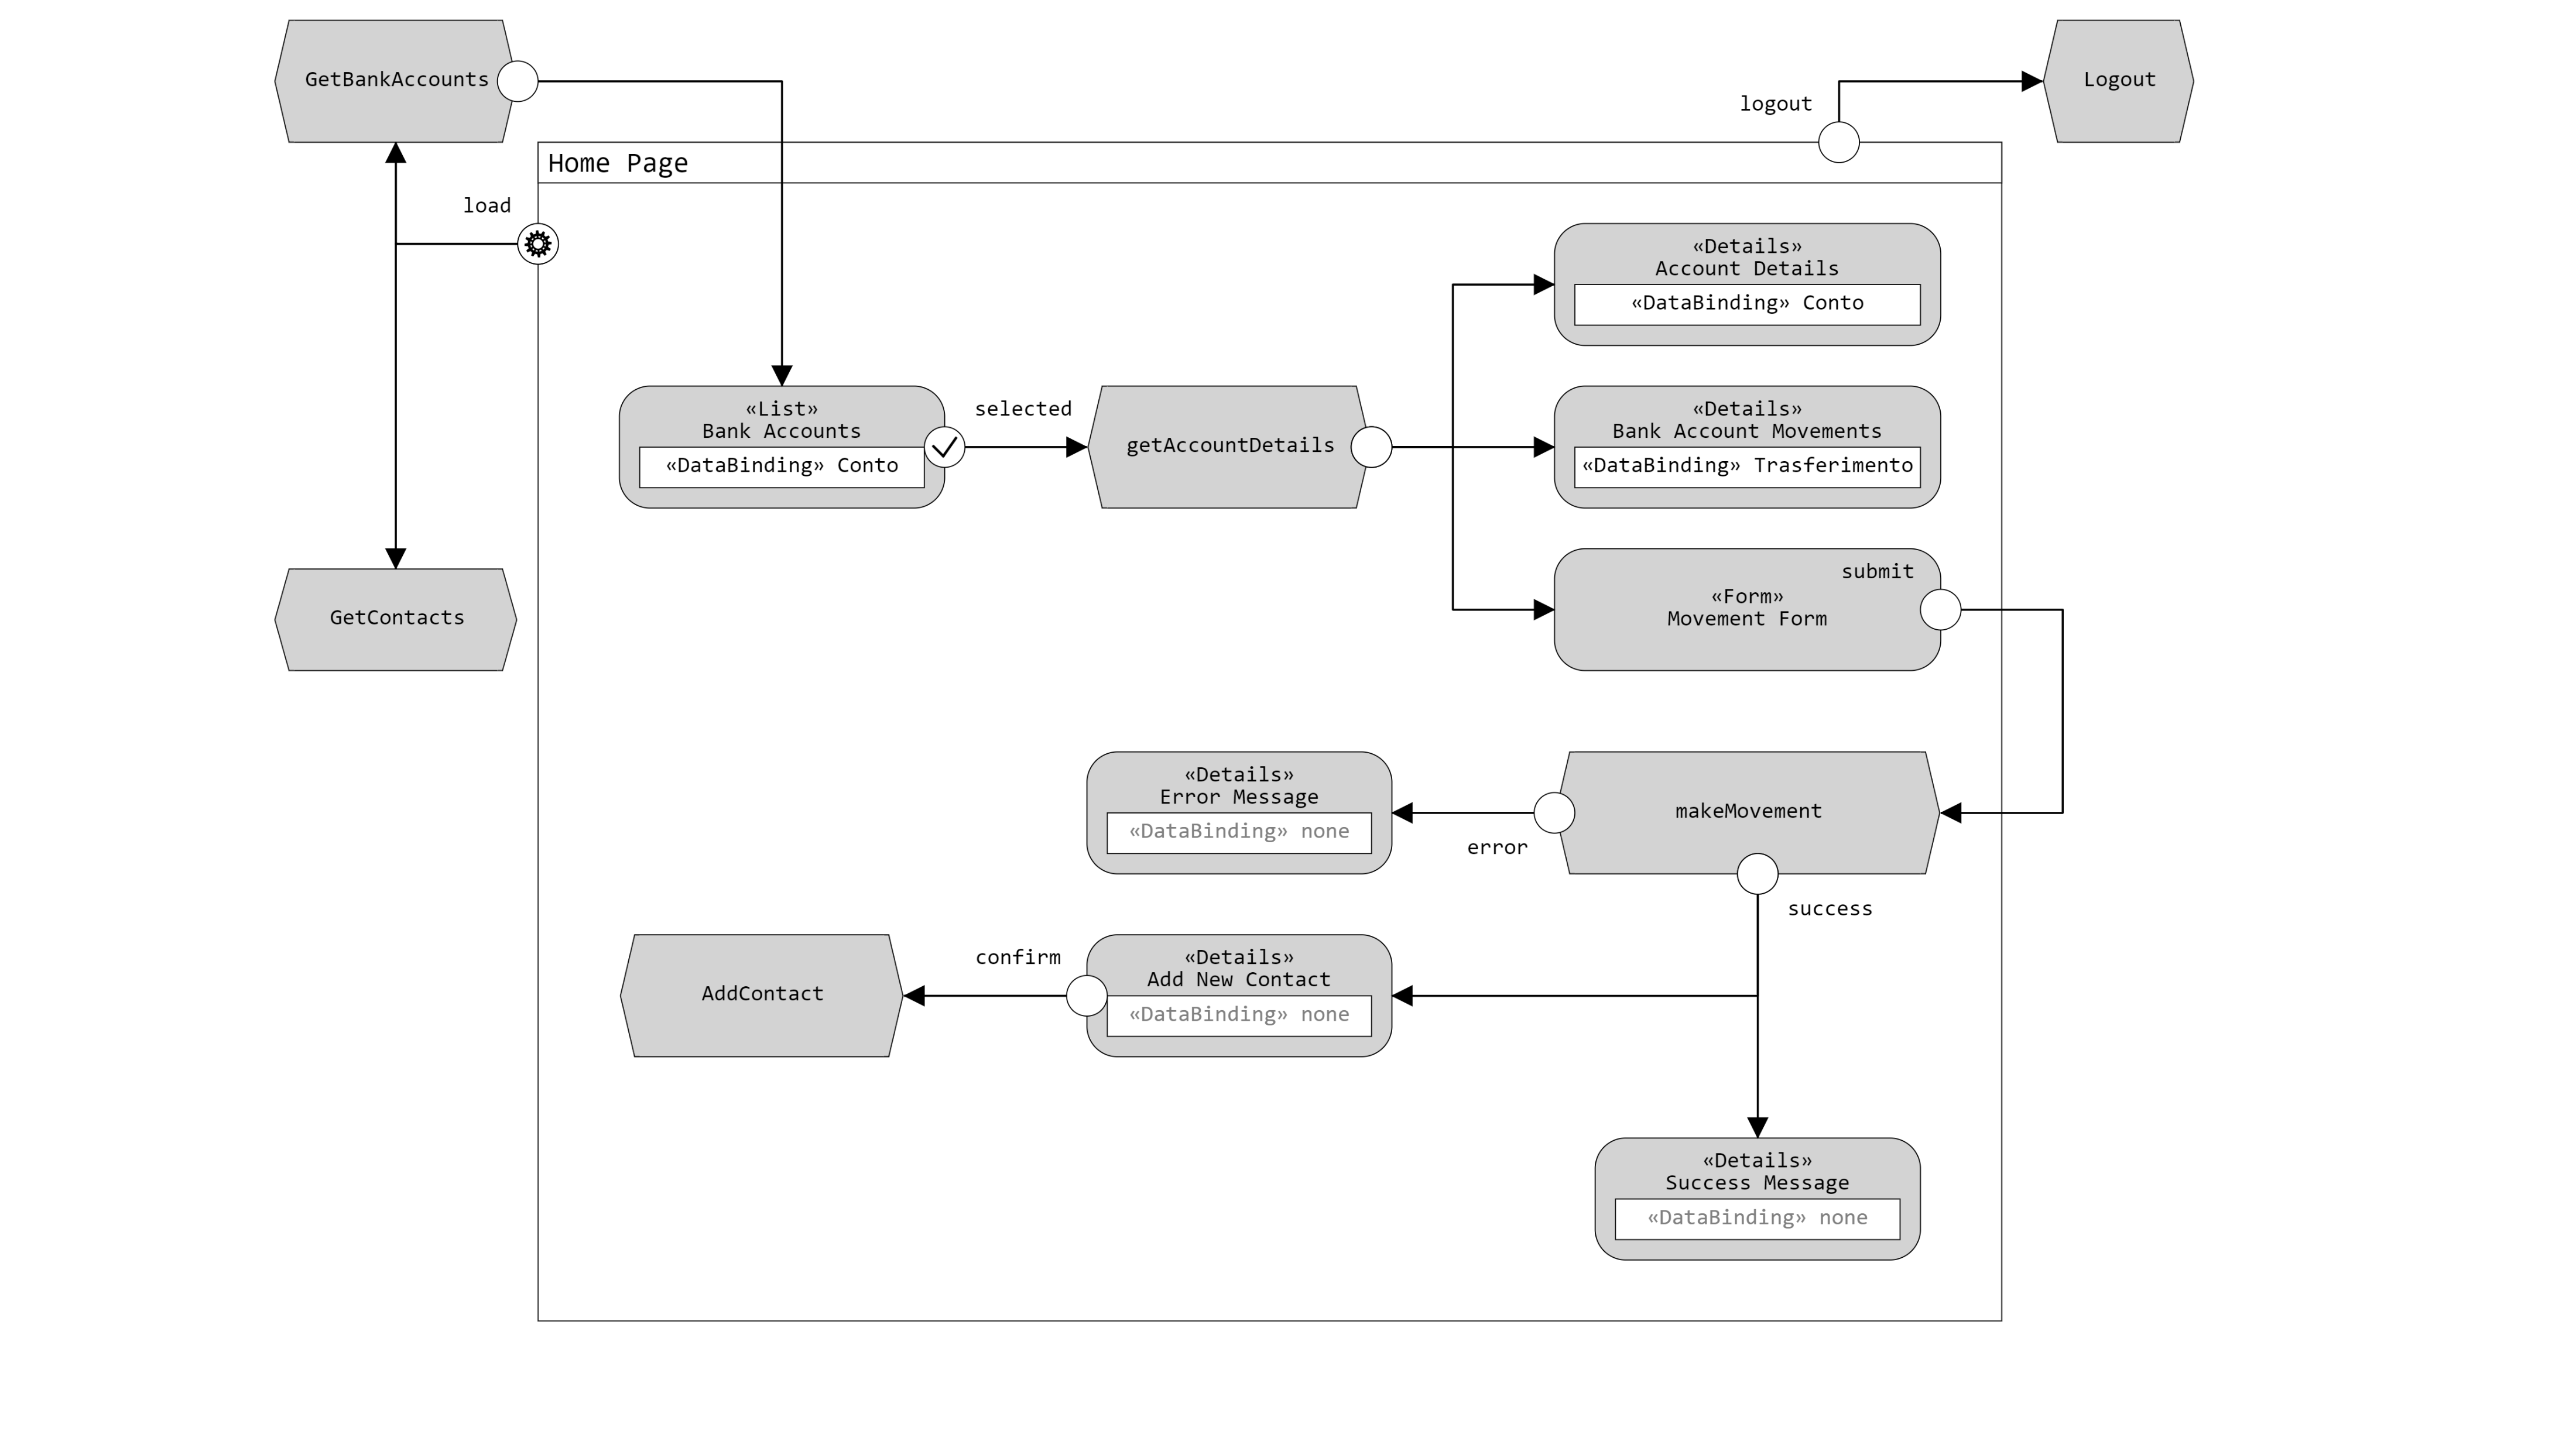 GetBankAccounts
Logout
logout
Home Page
load
«Details»
Account Details
«DataBinding» Conto
«List»
Bank Accounts
«DataBinding» Conto
selected
getAccountDetails
«Details»
Bank Account Movements
«DataBinding» Trasferimento
GetContacts
submit
«Form»
Movement Form
«Details»
Error Message
«DataBinding» none
error
makeMovement
success
AddContact
confirm
«Details»
Add New Contact
«DataBinding» none
«Details»
Success Message
«DataBinding» none